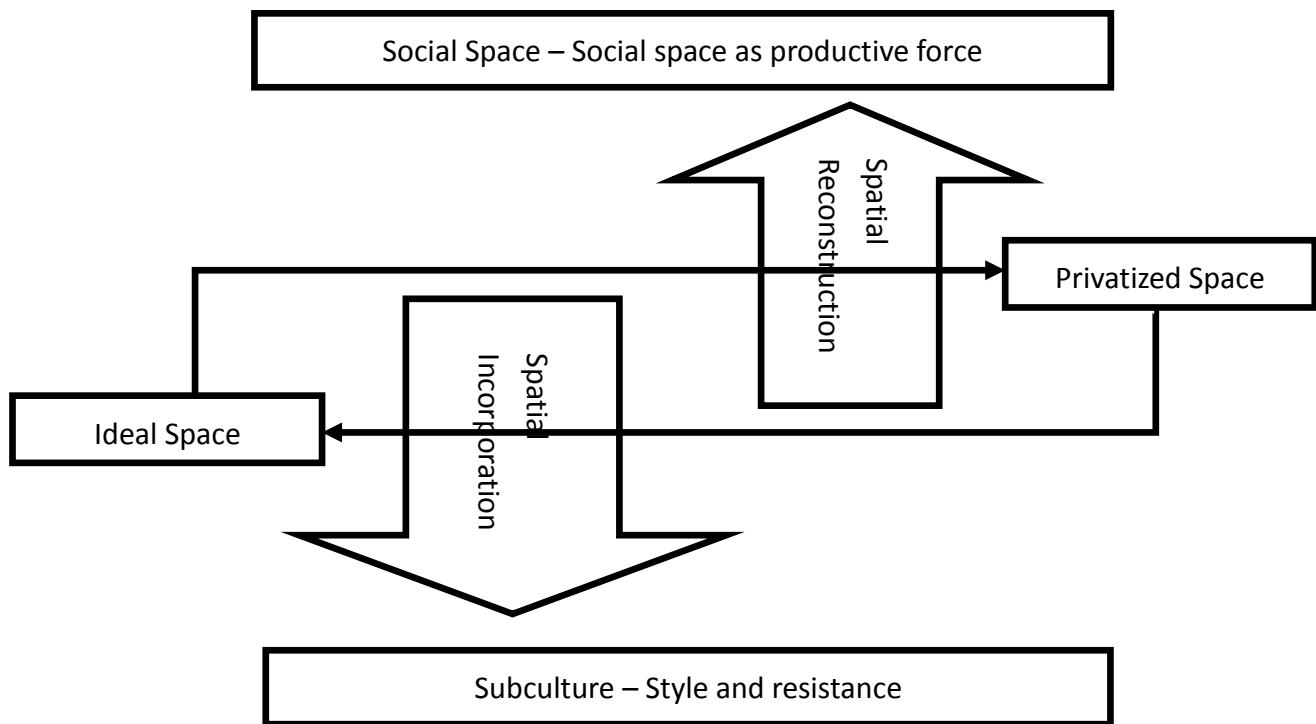 Social Space – Social space as productive force
Spatial
Reconstruction
Privatized Space
Spatial
Incorporation
Ideal Space
Subculture – Style and resistance